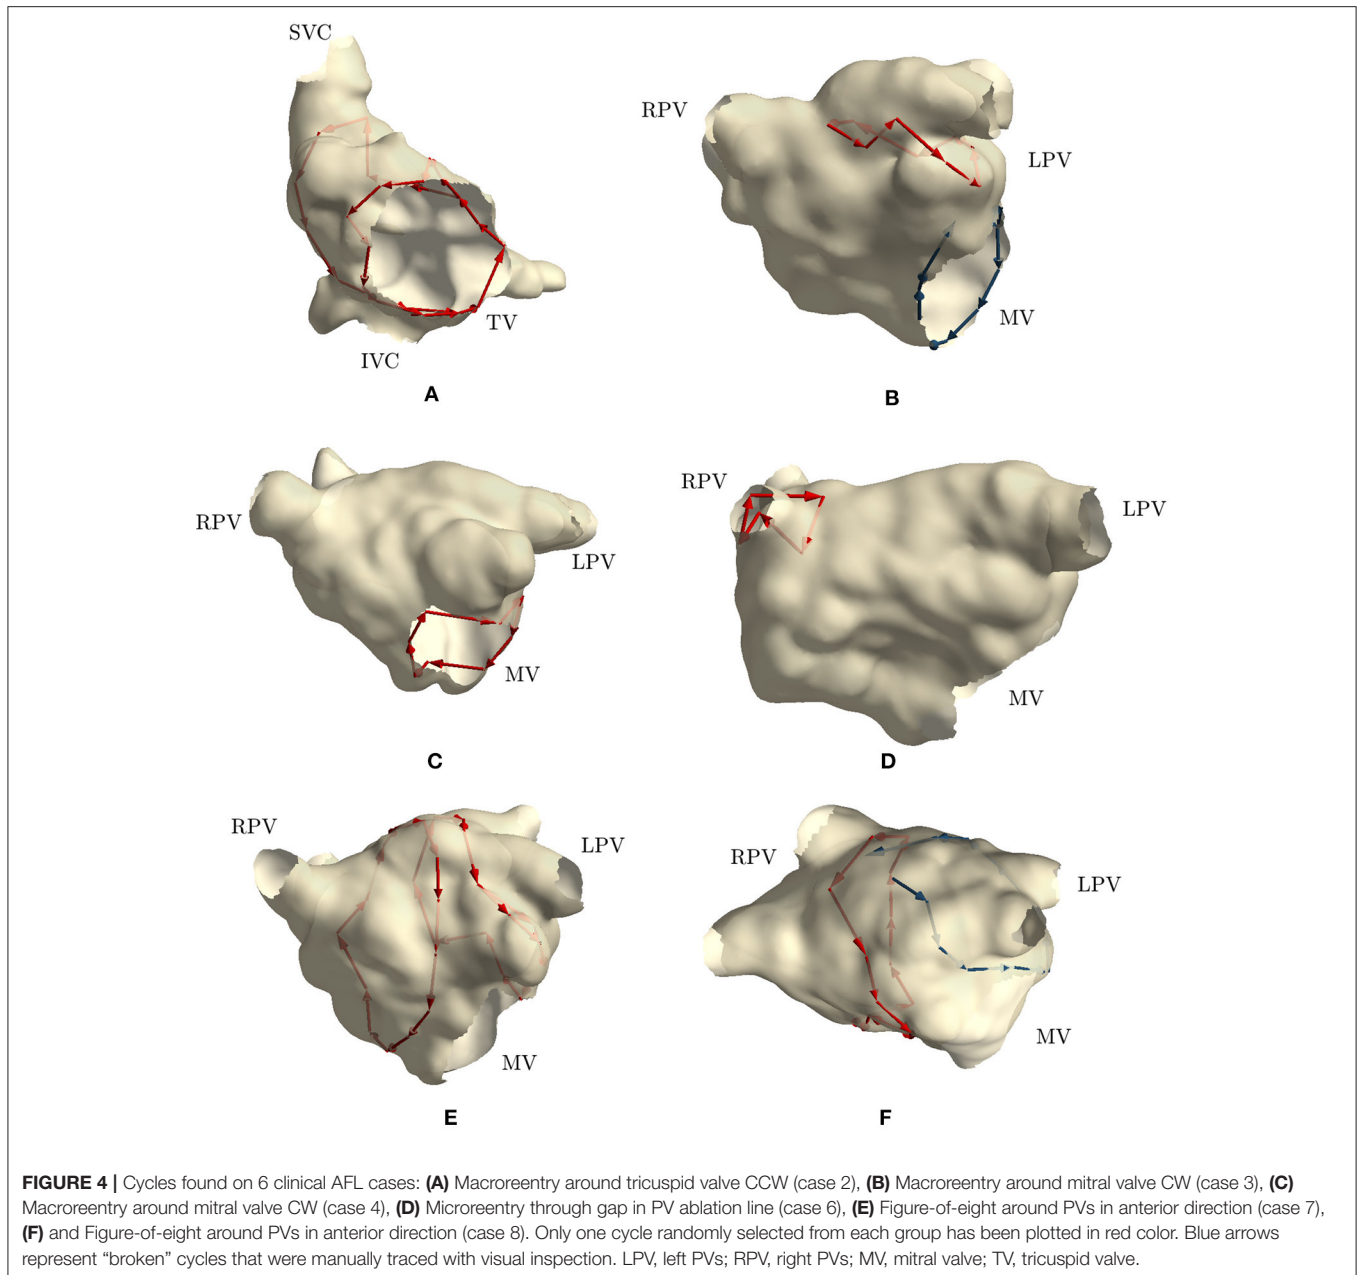 SVC
TV
IVC
A
RPV
LPV
MV
B
RPV
LPV
MV
C
RPV
LPV
MV
D
RPV
LPV
MV
E
RPV
LPV
MV
F
FIGURE 4 | Cycles found on 6 clinical AFL cases: (A) Macroreentry around tricuspid valve CCW (case 2), (B) Macroreentry around mitral valve CW (case 3), (C)
Macroreentry around mitral valve CW (case 4), (D) Microreentry through gap in PV ablation line (case 6), (E) Figure-of-eight around PVs in anterior direction (case 7),
(F) and Figure-of-eight around PVs in anterior direction (case 8). Only one cycle randomly selected from each group has been plotted in red color. Blue arrows
represent “broken” cycles that were manually traced with visual inspection. LPV, left PVs; RPV, right PVs; MV, mitral valve; TV, tricuspid valve.